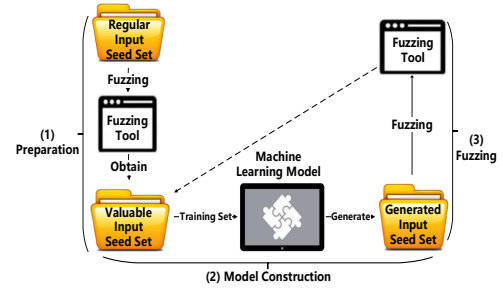 Regular
Input
Seed Set
Fuzzing
Fuzzing
Tool
Obtain
(1)
Preparation
Valuable
Input
Seed Set
Training Set
Machine
Learning Model
Generate
Generated
Input
Seed Set
Fuzzing
Fuzzing
Tool
(3)
Fuzzing
(2) Model Construction